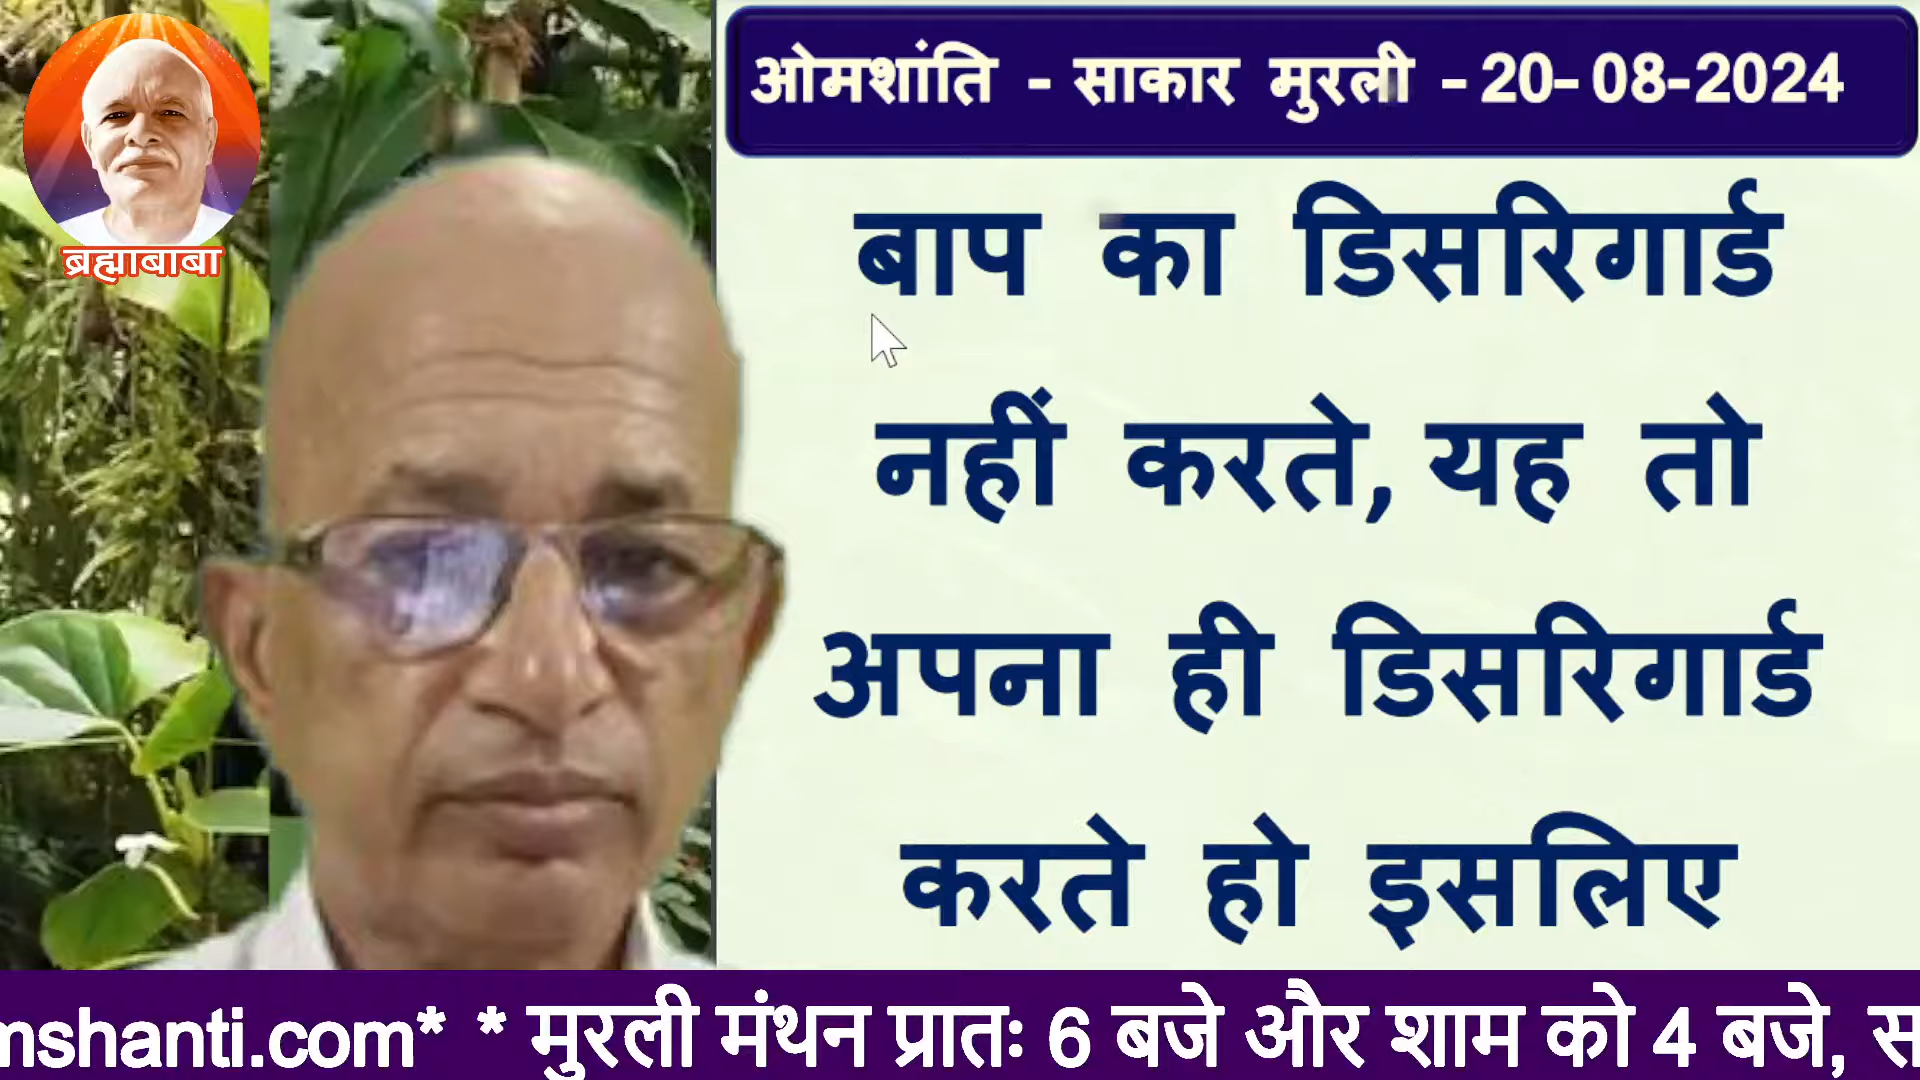 ओमशांति - साकार मुरली - 20-08-2024
ब्रह्माबाबा
बाप का डिसरिगार्ड
नहीं करते, यह तो
अपना ही डिसरिगार्ड
करते हो इसलिए
mshanti.com* * मुरली मंथन प्रातः 6 बजे और शाम को 4 बजे, स